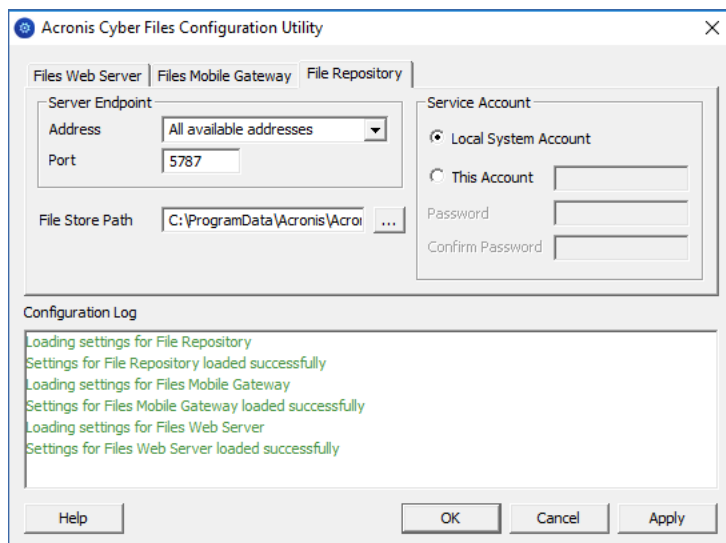 Acronis Cyber Files Configuration Utility
Files Web Server
Files Mobile Gateway
File Repository
Server Endpoint
Address
All available addresses
Port
5787
File Store Path
C:\ProgramData\Acronis\Acror
...
Service Account
Local System Account
This Account
Password
Confirm Password
Configuration Log
Loading settings for File Repository
Settings for File Repository loaded successfully
Loading settings for Files Mobile Gateway
Settings for Files Mobile Gateway loaded successfully
Loading settings for Files Web Server
Settings for Files Web Server loaded successfully
Help
OK
Cancel
Apply